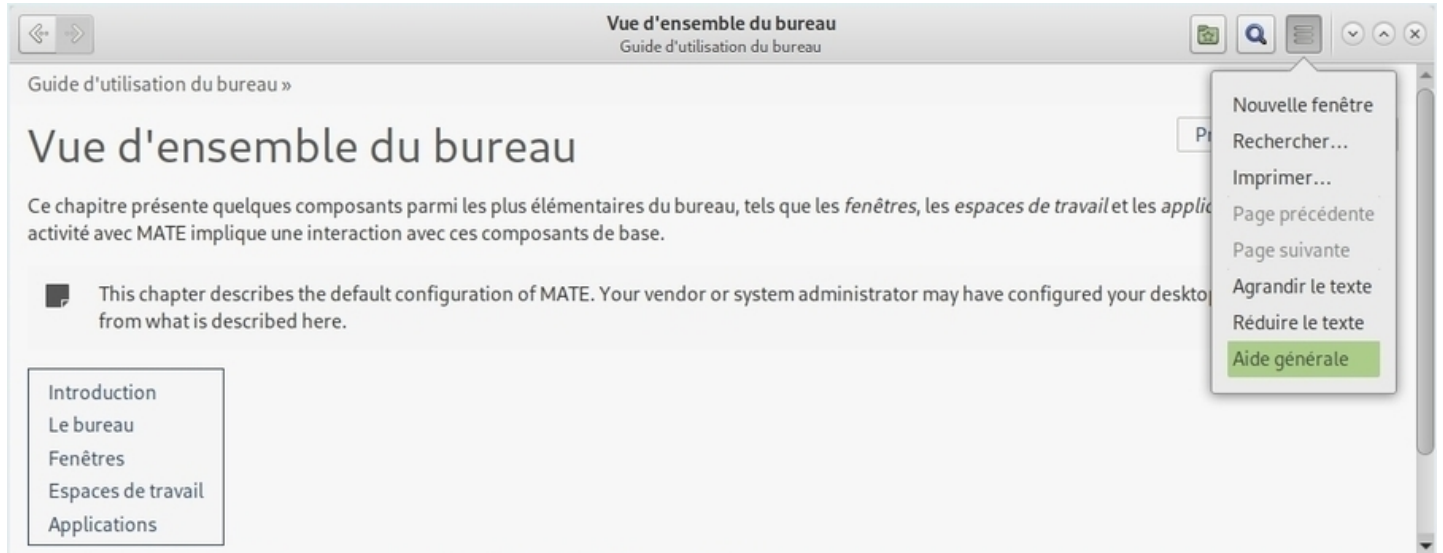 Vue d'ensemble du bureau
Guide d'utilisation du bureau
Guide d'utilisation du bureau »
Vue d'ensemble du bureau
Ce chapitre présente quelques composants parmi les plus élémentaires du bureau, tels que les fenêtres, les espaces de travail et les
activité avec MATE implique une interaction avec ces composants de base.
This chapter describes the default configuration of MATE. Your vendor or system administrator may have configured your
from what is described here.
Introduction
Le bureau
Fenêtres
Espaces de travail
Applications
Nouvelle fenêtre
Rechercher...
Imprimer...
Page précédente
Page suivante
Agrandir le texte
Réduire le texte
Aide générale